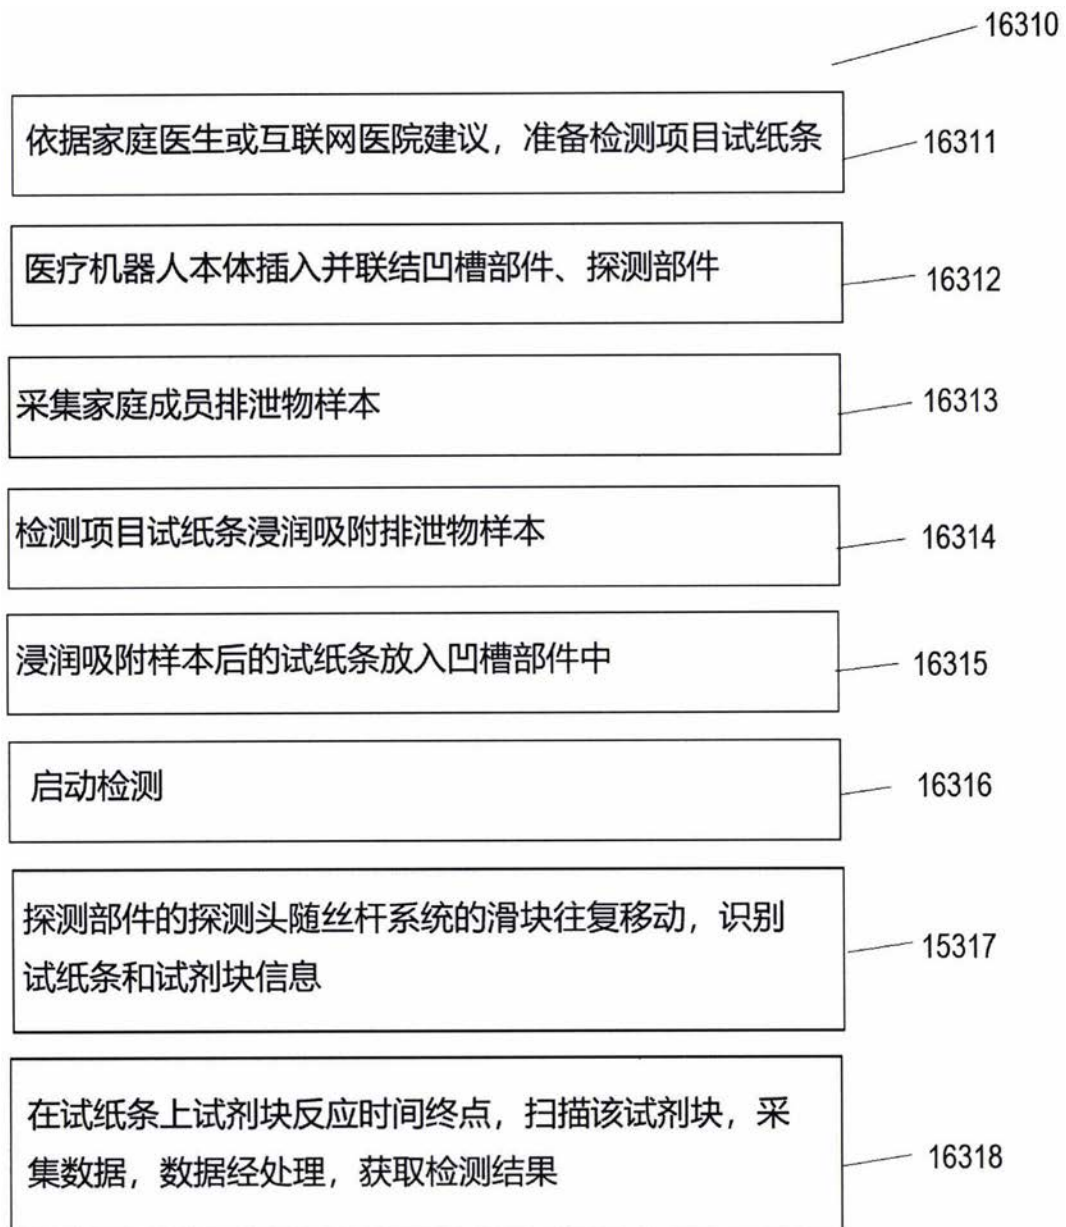 16310
依据家庭医生或互联网医院建议，准备检测项目试纸条
16311
医疗机器人本体插入并联结凹槽部件、探测部件
16312
采集家庭成员排泄物样本
16313
检测项目试纸条浸润吸附排泄物样本
16314
浸润吸附样本后的试纸条放入凹槽部件中
16315
启动检测
16316
探测部件的探测头随丝杆系统的滑块往复移动，识别
试纸条和试剂块信息
15317
在试纸条上试剂块反应时间终点，扫描该试剂块，采
集数据，数据经处理，获取检测结果
16318